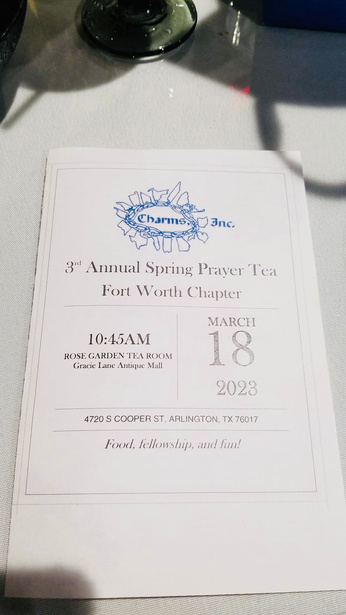 Charms, Inc.
3rd Annual Spring Prayer Tea
Fort Worth Chapter
10:45AM
ROSE GARDEN TEA ROOM
Gracie Lane Antique Mall
MARCH
18
2023
4720 S COOPER ST, ARLINGTON, TX 76017
Food, fellowship, and fun!